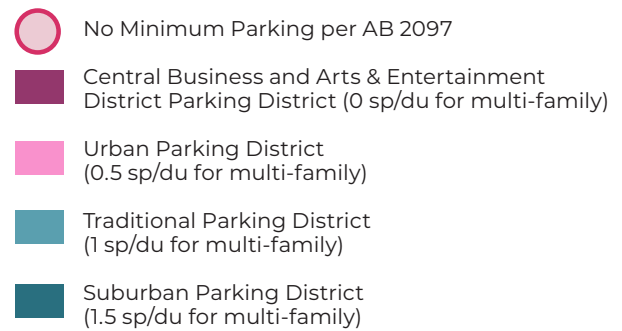 No Minimum Parking per AB 2097
Central Business and Arts & Entertainment
District Parking District (0 sp/du for multi-family)
Urban Parking District
(0.5 sp/du for multi-family)
Traditional Parking District
(1 sp/du for multi-family)
Suburban Parking District
(1.5 sp/du for multi-family)